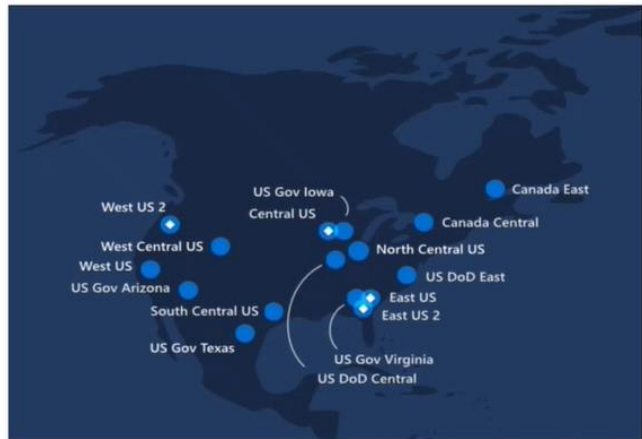 Canada East
US Gov Iowa
West US 2
Central US
Canada Central
West Central US
North Central US
West US
US DoD East
US Gov Arizona
East US
South Central US
East US 2
US Gov Texas
US Gov Virginia
US DoD Central